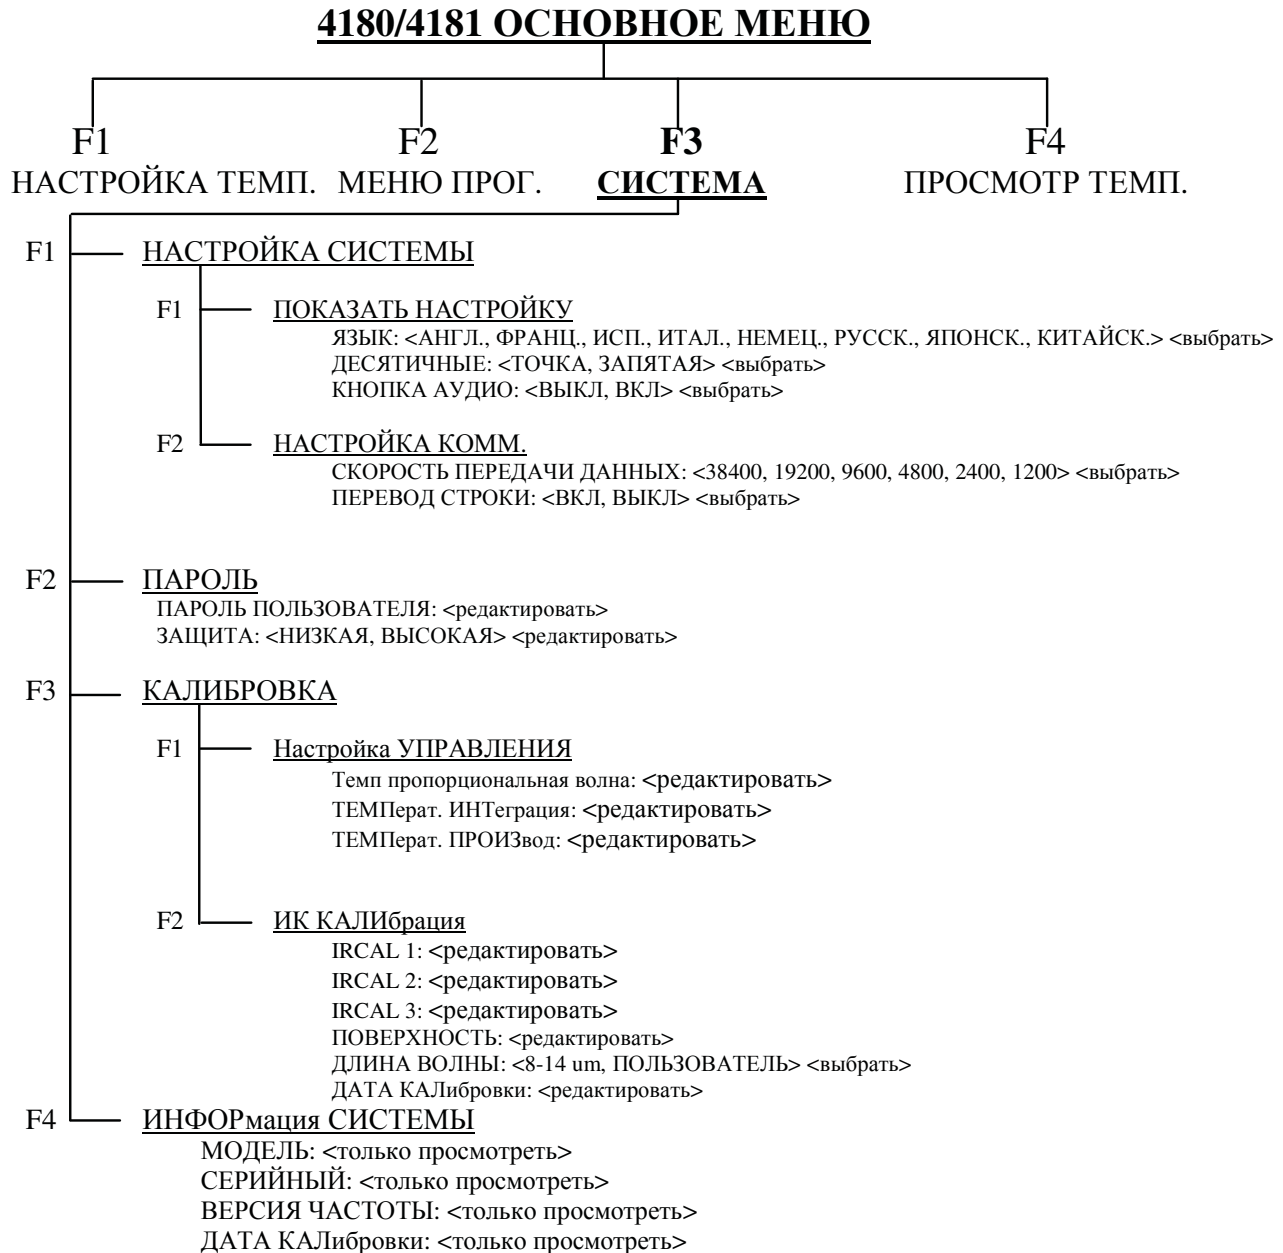 4180/4181 ОСНОВНОЕ МЕНЮ
F1 F2 F3 F4
НАСТРОЙКА ТЕМП. МЕНЮ ПРОГ. СИСТЕМА ПРОСМОТР ТЕМП.
F1 НАСТРОЙКА СИСТЕМЫ
F1 ПОКАЗАТЬ НАСТРОЙКУ
ЯЗЫК: <АНГЛ., ФРАНЦ., ИСП., ИТАЛ., НЕМЕЦ., РУССК., ЯПОНСК., КИТАЙСК.> <выбрать>
ДЕСЯТИЧНЫЕ: <ТОЧКА, ЗАПЯТАЯ> <выбрать>
КНОПКА АУДИО: <ВЫКЛ, ВКЛ> <выбрать>
F2 НАСТРОЙКА КОММ.
СКОРОСТЬ ПЕРЕДАЧИ ДАННЫХ: <38400, 19200, 9600, 4800, 2400, 1200> <выбрать>
ПЕРЕВОД СТРОКИ: <ВКЛ, ВЫКЛ> <выбрать>
F2 ПАРОЛЬ
ПАРОЛЬ ПОЛЬЗОВАТЕЛЯ: <редактировать>
ЗАЩИТА: <НИЗКАЯ, ВЫСОКАЯ> <редактировать>
F3 КАЛИБРОВКА
F1 Настройка УПРАВЛЕНИЯ
Темп пропорциональная волна: <редактировать>
ТЕМПерат. ИНТеграция: <редактировать>
ТЕМПерат. ПРОИЗвод: <редактировать>
F2 ИК КАЛИбрация
IRCAL 1: <редактировать>
IRCAL 2: <редактировать>
IRCAL 3: <редактировать>
ПОВЕРХНОСТЬ: <редактировать>
ДЛИНА ВОЛНЫ: <8-14 um, ПОЛЬЗОВАТЕЛЬ> <выбрать>
ДАТА КАЛибровки: <редактировать>
F4 ИНФОРмация СИСТЕМЫ
МОДЕЛЬ: <только просмотреть>
СЕРИЙНЫЙ: <только просмотреть>
ВЕРСИЯ ЧАСТОТЫ: <только просмотреть>
ДАТА КАЛибровки: <только просмотреть>